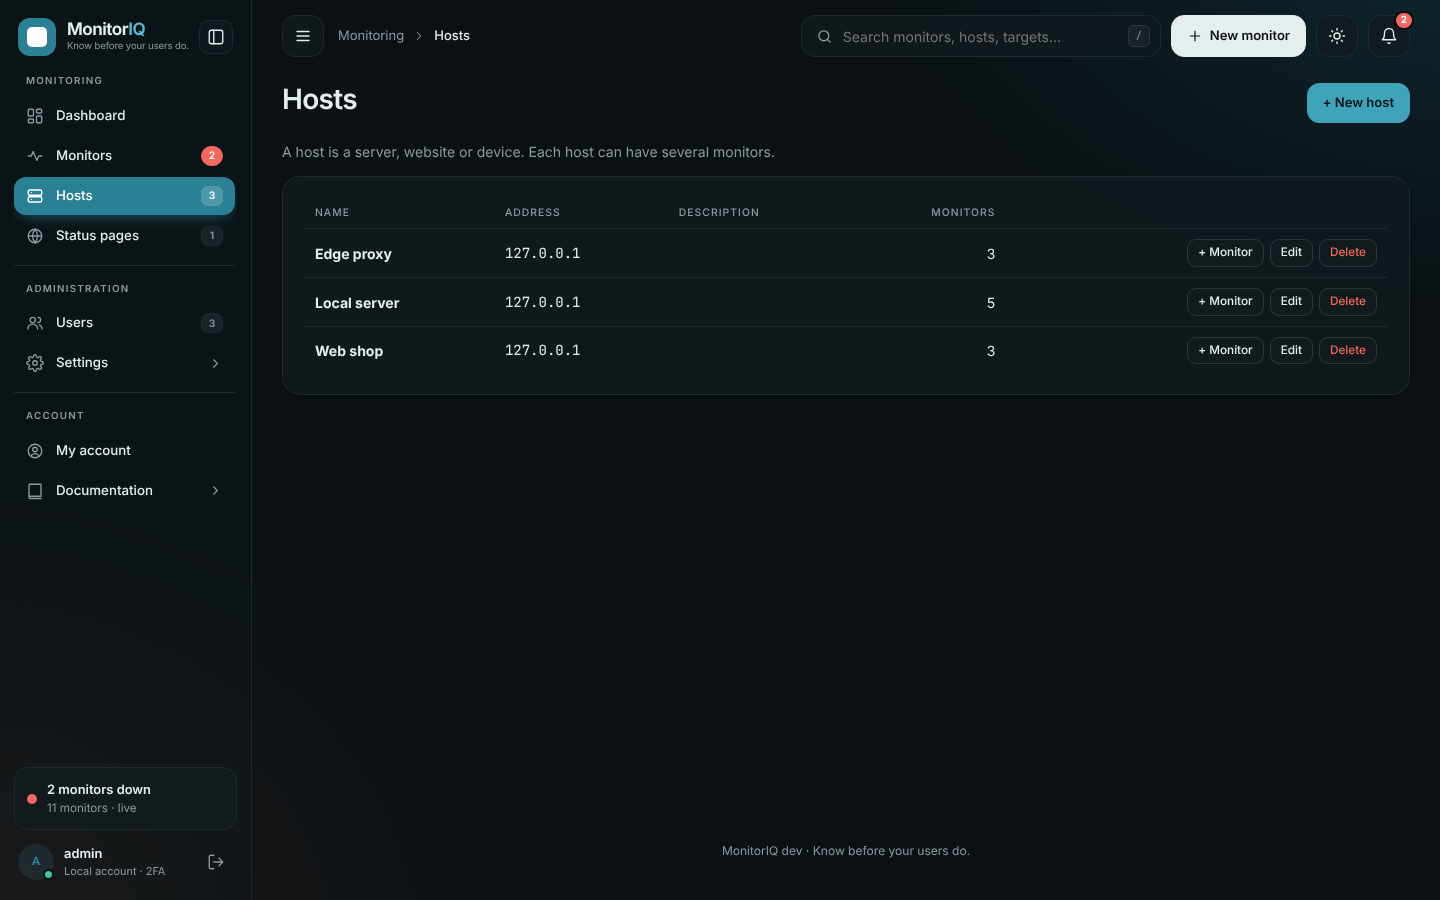 MonitorIQ
Know before your users do.
MONITORING
Dashboard
Monitors 2
Hosts 3
Status pages 1
ADMINISTRATION
Users 3
Settings
ACCOUNT
My account
Documentation
2 monitors down
11 monitors · live
A
admin
Local account · 2FA
Monitoring > Hosts
Search monitors, hosts, targets... /
+ New monitor
2
Hosts
+ New host
A host is a server, website or device. Each host can have several monitors.
NAME ADDRESS DESCRIPTION MONITORS
Edge proxy 127.0.0.1 3 + Monitor Edit Delete
Local server 127.0.0.1 5 + Monitor Edit Delete
Web shop 127.0.0.1 3 + Monitor Edit Delete
MonitorIQ dev · Know before your users do.